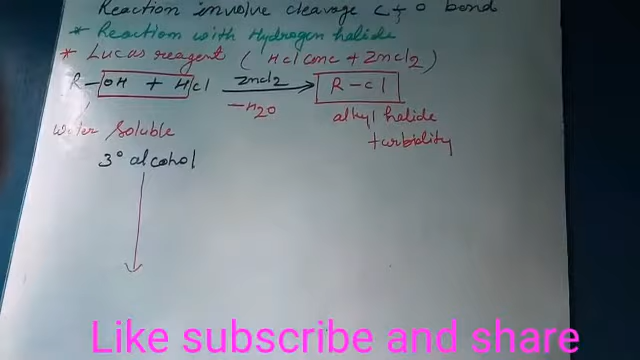 Reaction involve cleavage C ⸾ O bond
* Reaction with Hydrogen halide
* Lucas reagent ( HCl conc + ZnCl2 )
R-OH + HCl ZnCl2 → R-Cl
-H2O
alkyl halide
water soluble
turbidity
3° alcohol
Like subscribe and share